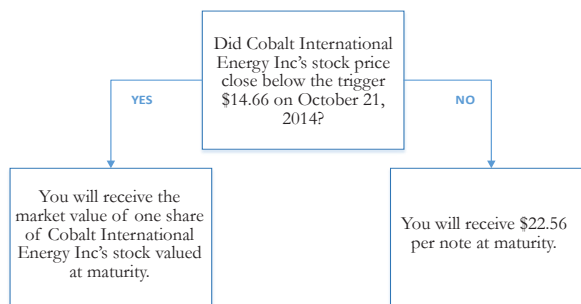 Did Cobalt International
Energy Inc's stock price
close below the trigger
$14.66 on October 21,
2014?
YES
NO
You will receive the
market value of one share
of Cobalt International
Energy Inc's stock valued
at maturity.
You will receive $22.56
per note at maturity.